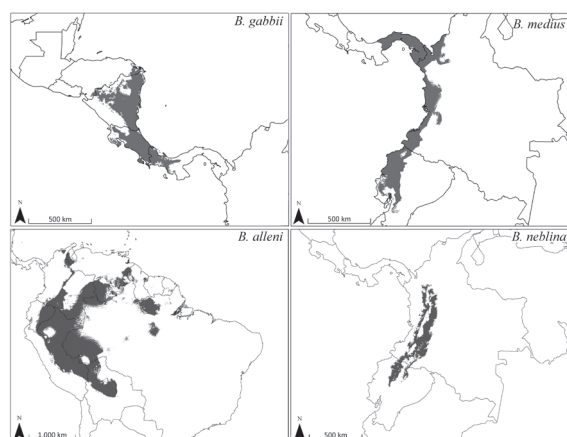 B. gabbii
B. medius
N
500 km
N
500 km
B. alleni
B. neblina
N
1.000 km
N
500 km